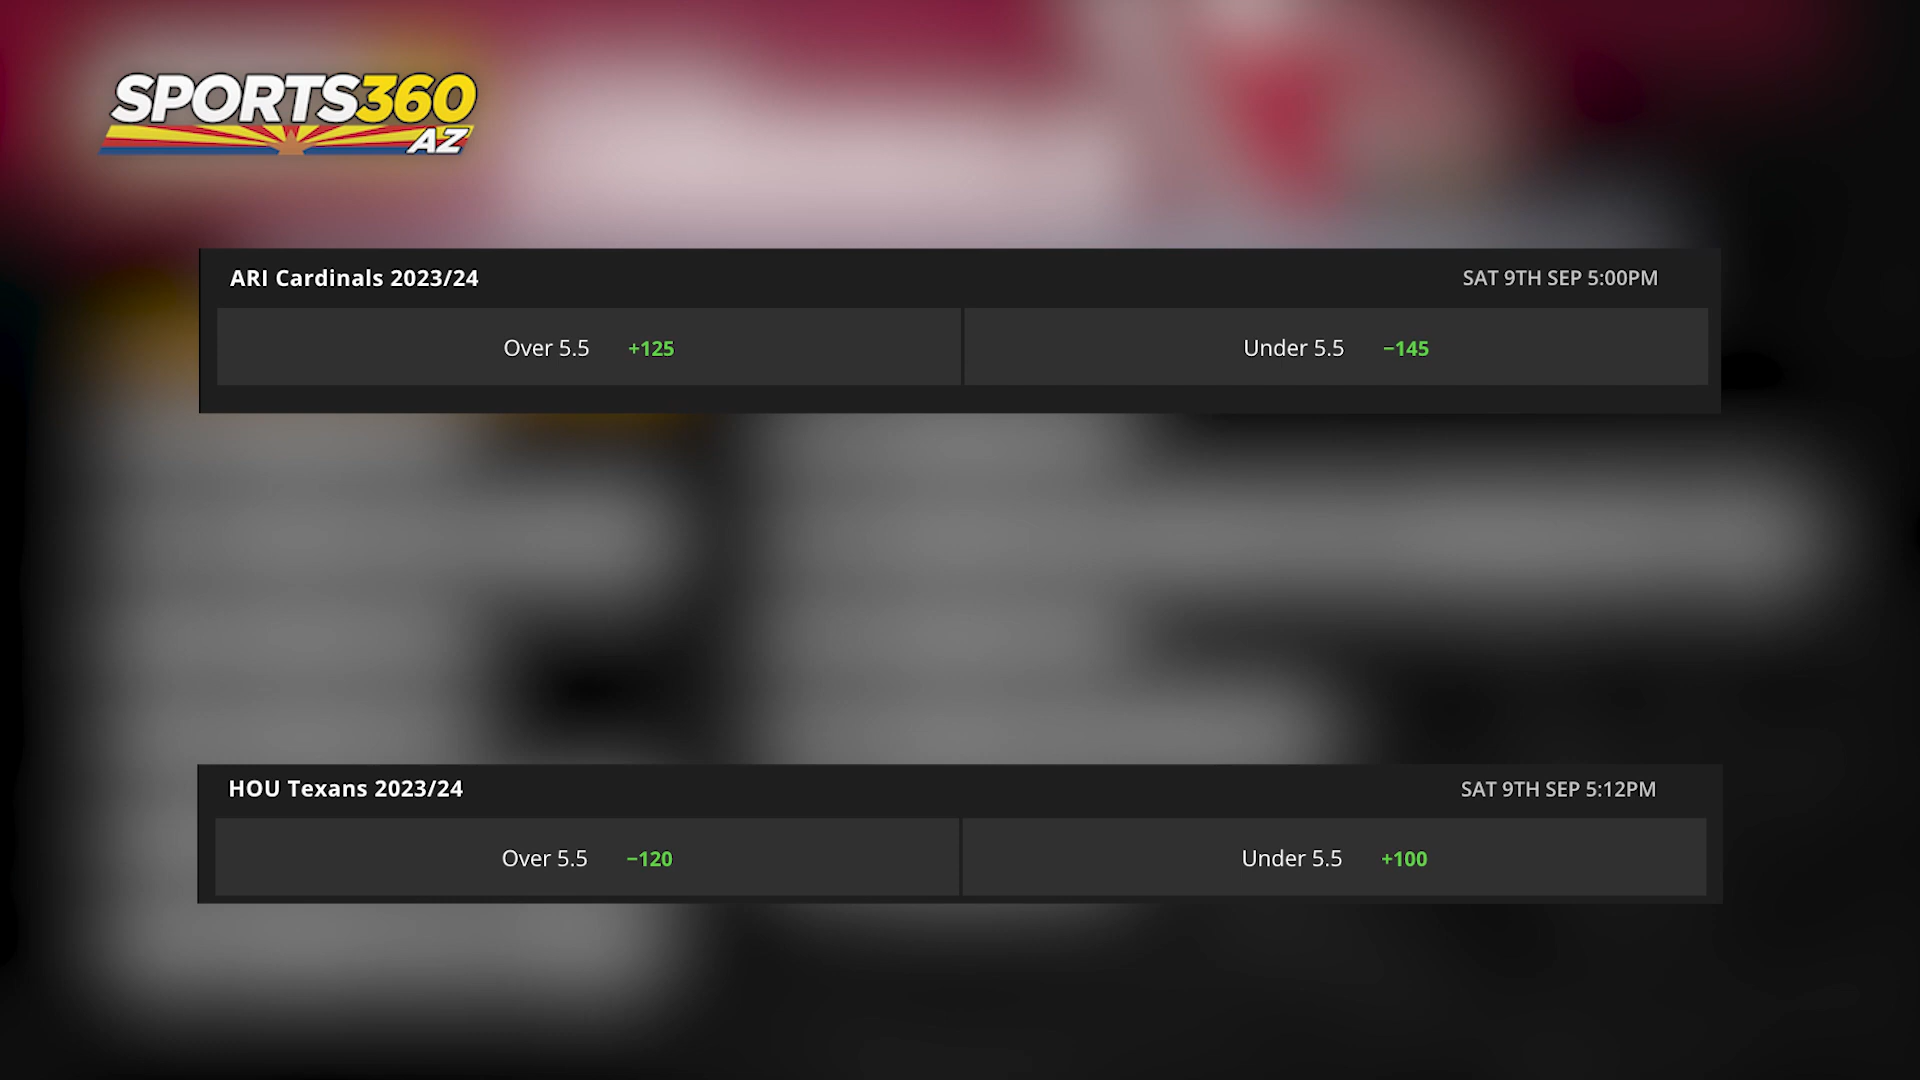 SPORTS360
AZ
ARI Cardinals 2023/24 SAT 9TH SEP 5:00PM
Over 5.5 +125 Under 5.5 −145
HOU Texans 2023/24 SAT 9TH SEP 5:12PM
Over 5.5 −120 Under 5.5 +100